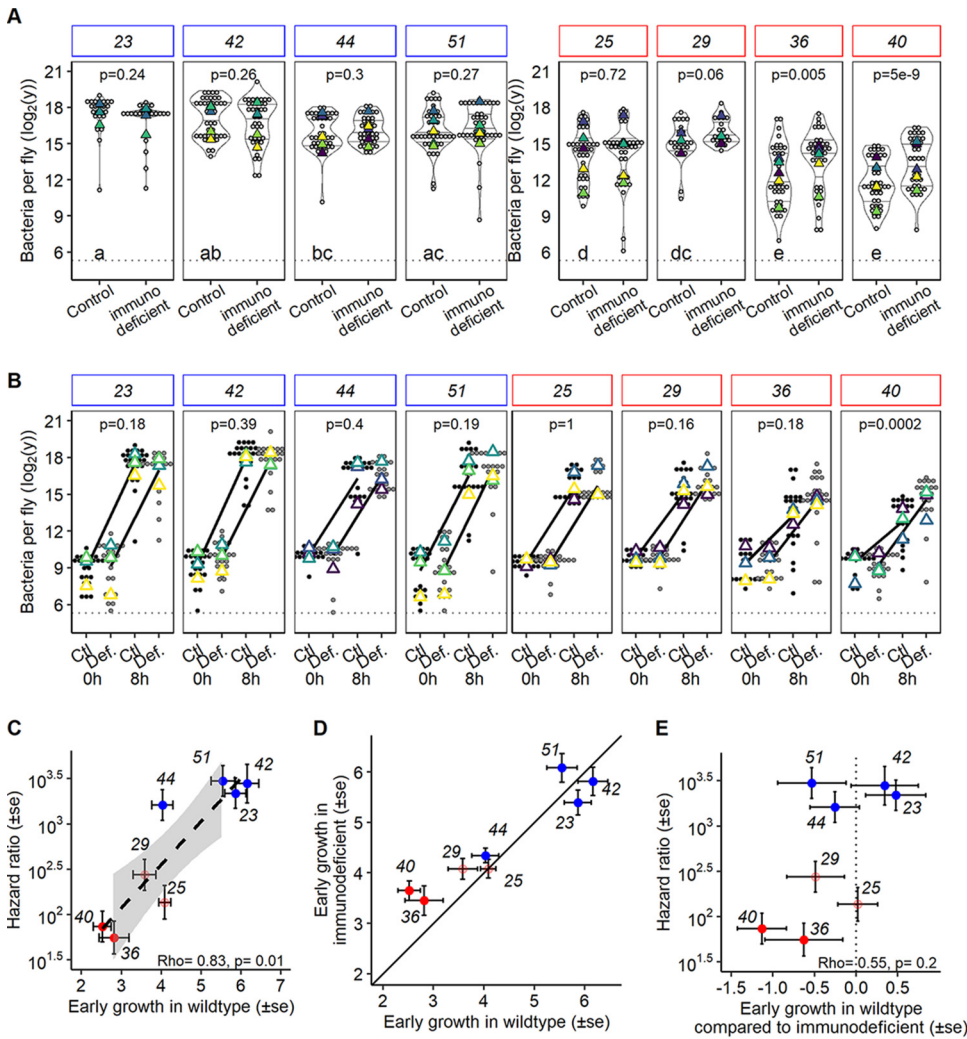 A
23 42 44 51 25 29 36 40
p=0.24 p=0.26 p=0.3 p=0.27 p=0.72 p=0.06 p=0.005 p=5e-9
Bacteria per fly (log2(y))
21
18
15
12
9
6
a ab bc ac
Bacteria per fly (log2(y))
21
18
15
12
9
6
d dc e e
Control immuno deficient Control immuno deficient Control immuno deficient Control immuno deficient Control immuno deficient Control immuno deficient Control immuno deficient Control immuno deficient
B
23 42 44 51 25 29 36 40
p=0.18 p=0.39 p=0.4 p=0.19 p=1 p=0.16 p=0.18 p=0.0002
Bacteria per fly (log2(y))
21
18
15
12
9
6
Ctl Def. Ctl Def. Ctl Def. Ctl Def. Ctl Def. Ctl Def. Ctl Def. Ctl Def. Ctl Def. Ctl Def. Ctl Def. Ctl Def. Ctl Def. Ctl Def. Ctl Def. Ctl Def.
0h 8h 0h 8h 0h 8h 0h 8h 0h 8h 0h 8h 0h 8h 0h 8h
C
Hazard ratio (±se)
10^3.5
10^3
10^2.5
10^2
10^1.5
51
42
44
23
29
25
40
36
Rho= 0.83, p= 0.01
2 3 4 5 6 7
Early growth in wildtype (±se)
D
Early growth in
immunodeficient (±se)
6
5
4
3
2
51
42
23
44
29
25
40
36
2 3 4 5 6
Early growth in wildtype (±se)
E
Hazard ratio (±se)
10^3.5
10^3
10^2.5
10^2
10^1.5
51
42
44
23
29
25
40
36
Rho= 0.55, p= 0.2
-1.5 -1.0 -0.5 0.0 0.5
Early growth in wildtype
compared to immunodeficient (±se)